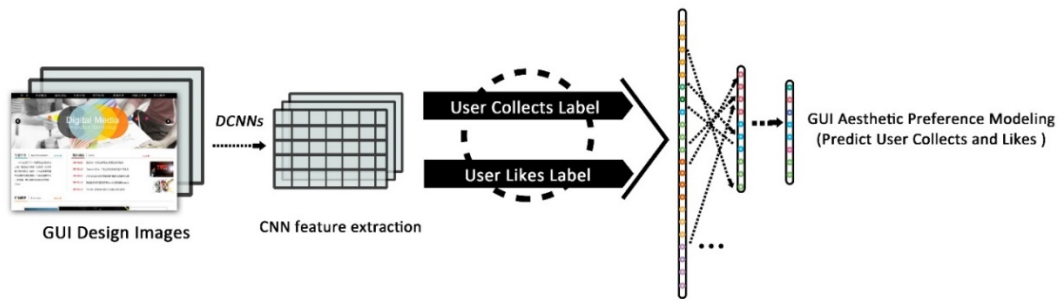 Digital Media
GUI Design Images
DCNNs
CNN feature extraction
User Collects Label
User Likes Label
...
GUI Aesthetic Preference Modeling
(Predict User Collects and Likes )